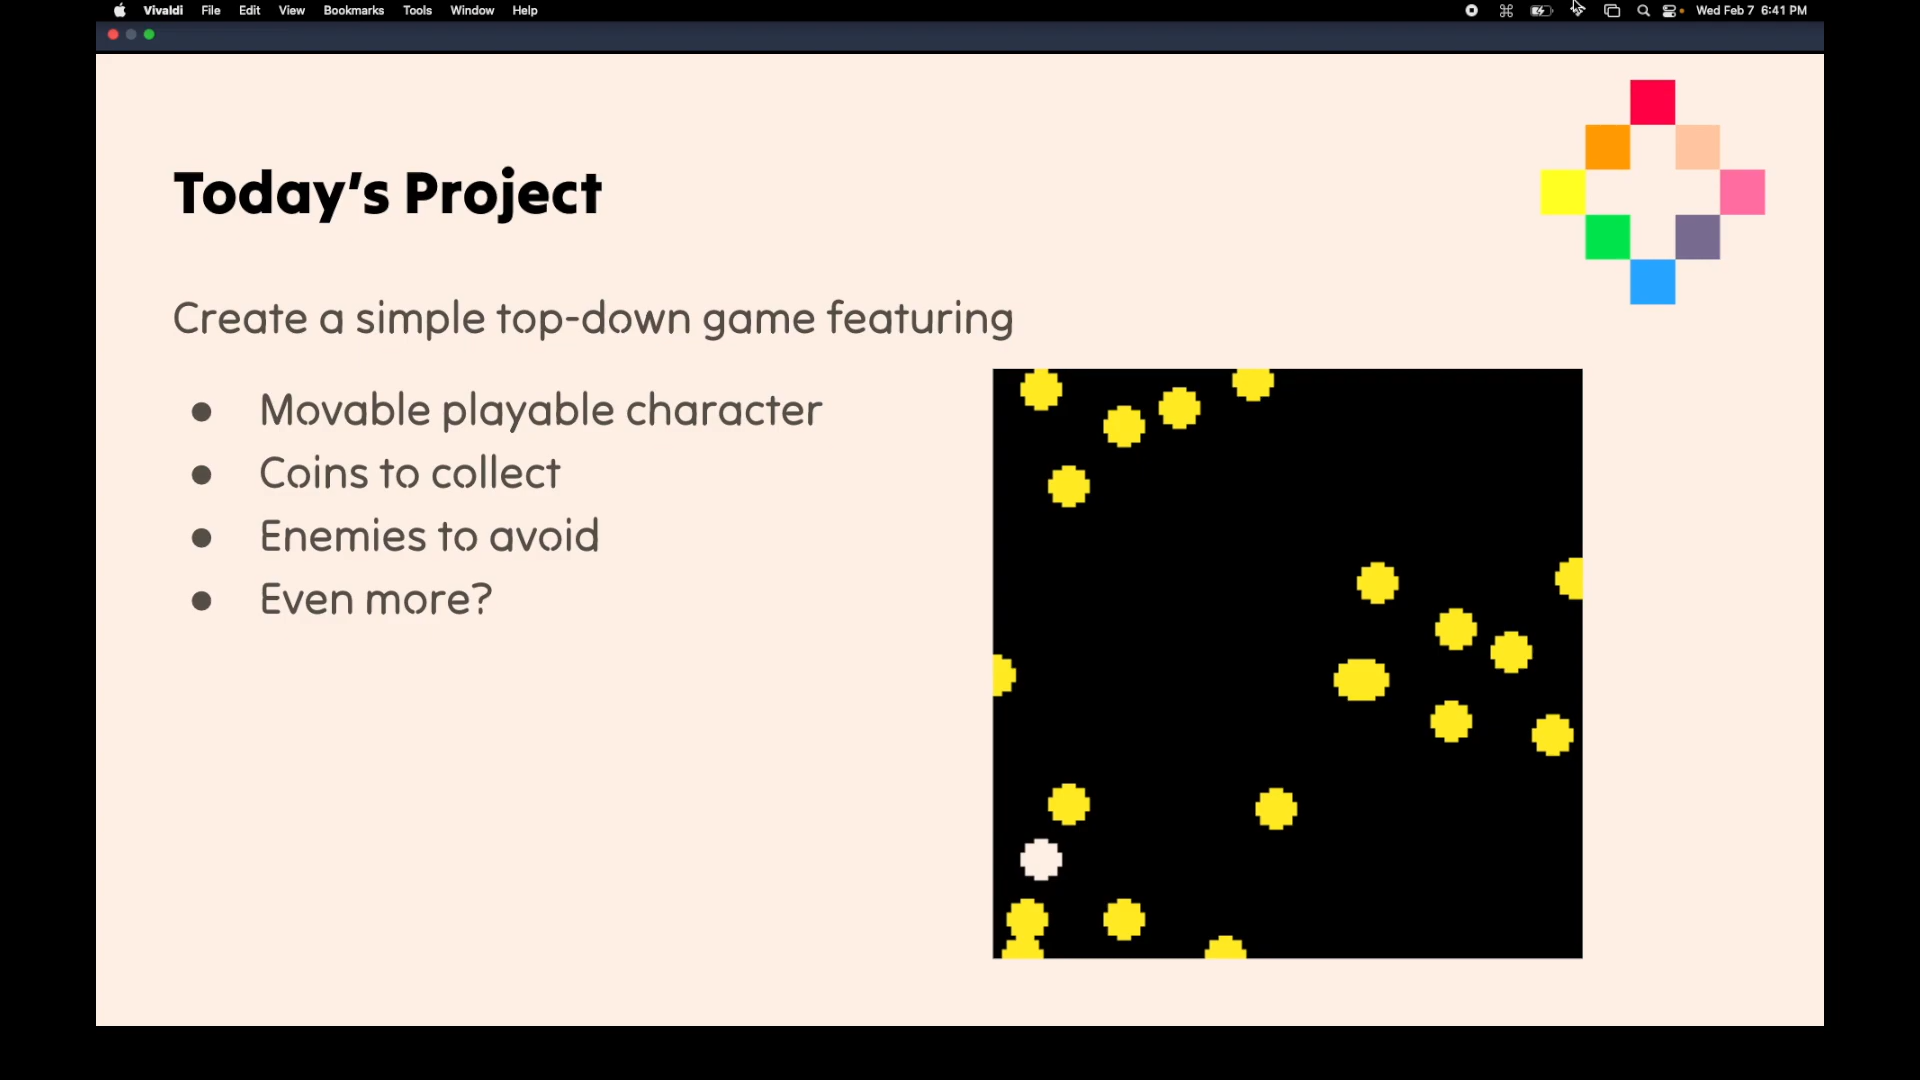 Vivaldi File Edit View Bookmarks Tools Window Help Wed Feb 7 6:41 PM
Today's Project
Create a simple top-down game featuring
● Movable playable character
● Coins to collect
● Enemies to avoid
● Even more?